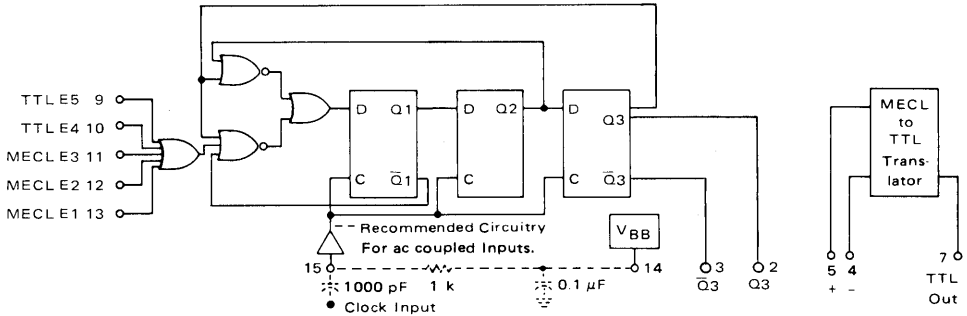 TTL E5 9
TTL E4 10
MECL E3 11
MECL E2 12
MECL E1 13
D Q1
C Q̅1
D Q2
C
D Q3
C Q̅3
Recommended Circuitry
For ac coupled Inputs.
15
1000 pF
1 k
0.1 µF
Clock Input
VBB
14
3
Q̅3
2
Q3
MECL
to
TTL
Trans-
lator
5
+
4
–
7
TTL
Out